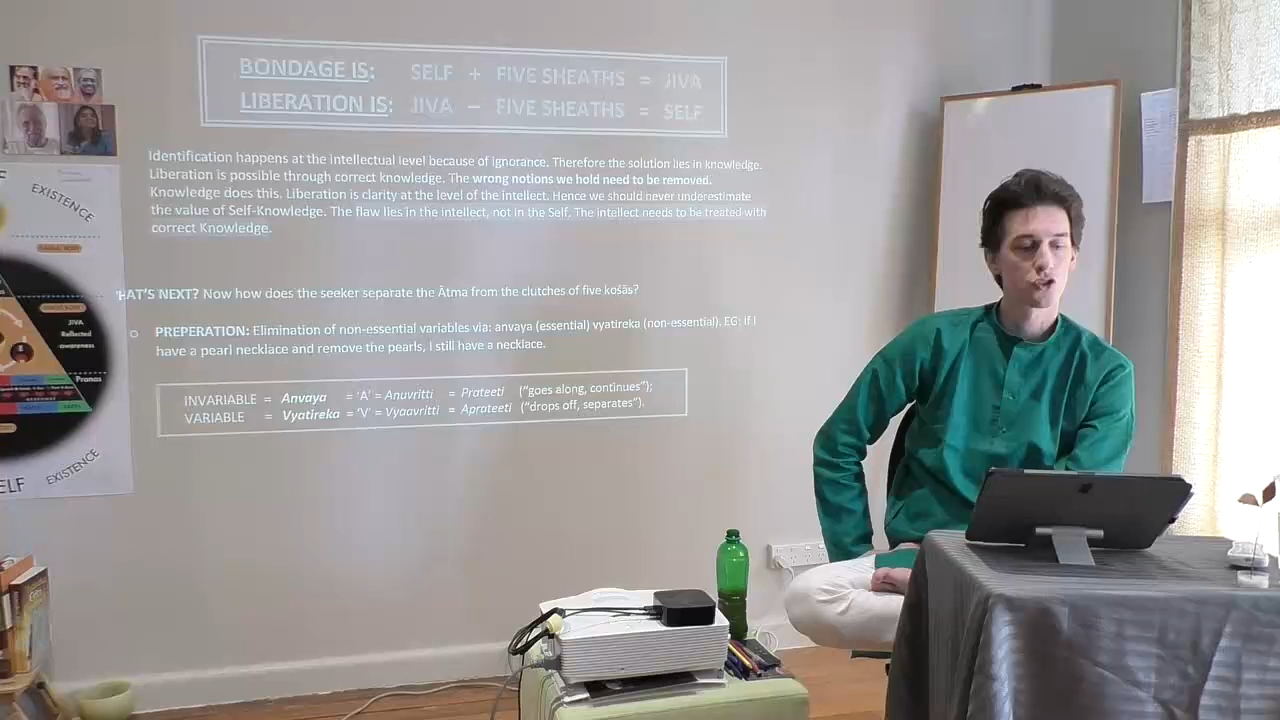 BONDAGE IS: SELF + FIVE SHEATHS = JIVA
LIBERATION IS: JIVA – FIVE SHEATHS = SELF
Identification happens at the intellectual level because of ignorance. Therefore the solution lies in knowledge.
Liberation is possible through correct knowledge. The wrong notions we hold need to be removed.
Knowledge does this. Liberation is clarity at the level of the intellect. Hence we should never underestimate
the value of Self-Knowledge. The flaw lies in the intellect, not in the Self. The intellect needs to be treated with
correct Knowledge.
HAT'S NEXT? Now how does the seeker separate the Ātma from the clutches of five kośās?
o PREPERATION: Elimination of non-essential variables via: anvaya (essential) vyatireka (non-essential). EG: If I
have a pearl necklace and remove the pearls, I still have a necklace.
INVARIABLE = Anvaya = 'A' = Anuvritti = Prateeti ("goes along, continues");
VARIABLE = Vyatireka = 'V' = Vyaavritti = Aprateeti ("drops off, separates").
EXISTENCE
JIVA
Reflected
awareness
Pranas
ELF
EXISTENCE